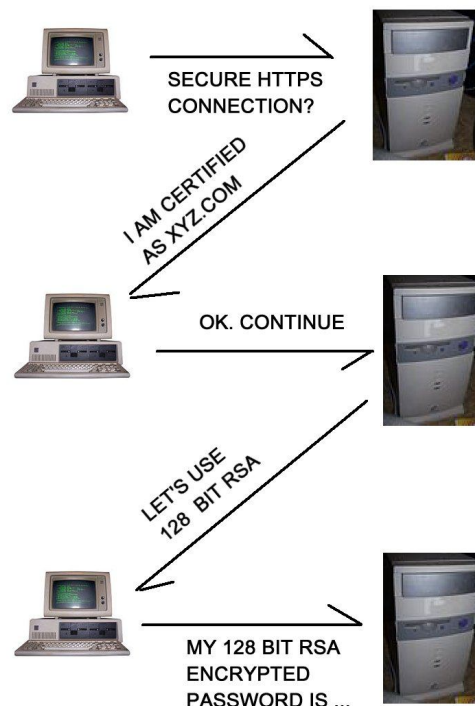 SECURE HTTPS
CONNECTION?
I AM CERTIFIED
AS XYZ.COM
OK. CONTINUE
LET'S USE
128 BIT RSA
MY 128 BIT RSA
ENCRYPTED
PASSWORD IS ...